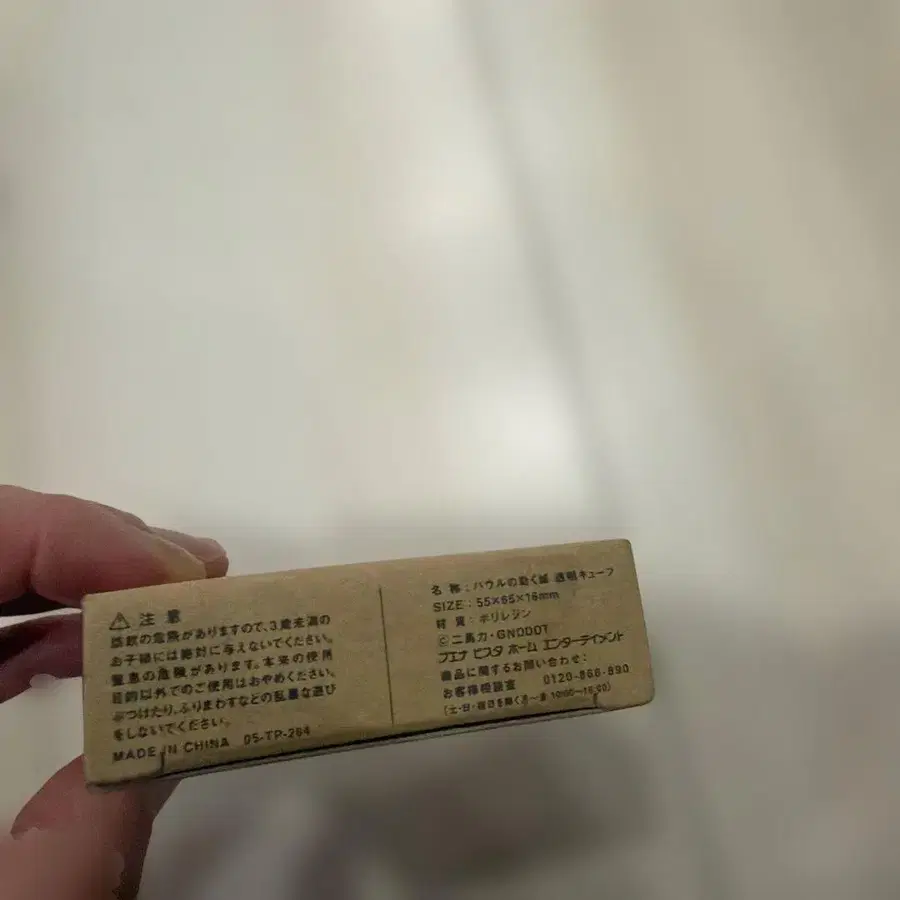 ⚠注意
誤飲の危険がありますので、3歳未満の
お子様には絶対に与えないでください。
窒息の危険があります。本来の使用
目的以外でのご使用はおやめください。
ぶつけたり、ふりまわすなどの乱暴な遊び
をしないでください。
MADE IN CHINA 05-TP-264
名 称：ハウルの動く城 透明キューブ
SIZE：55×65×16mm
材 質：ポリレジン
©二馬力・GNDDDT
ブエナ ビスタ ホーム エンターテイメント
商品に関するお問い合わせ：
お客様相談室 0120-868-890
(土・日・祝日を除く月～金 10:00～18:00)